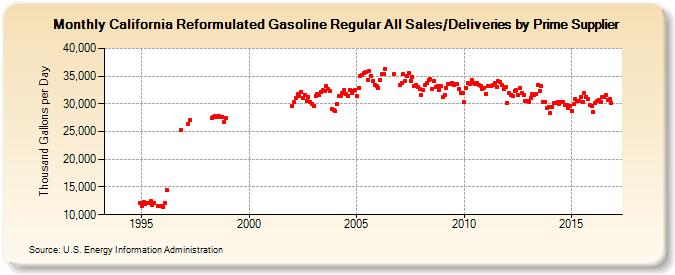 Monthly California Reformulated Gasoline Regular All Sales/Deliveries by Prime Supplier
Thousand Gallons per Day
40,000
35,000
30,000
25,000
20,000
15,000
10,000
1995 2000 2005 2010 2015
Source: U.S. Energy Information Administration